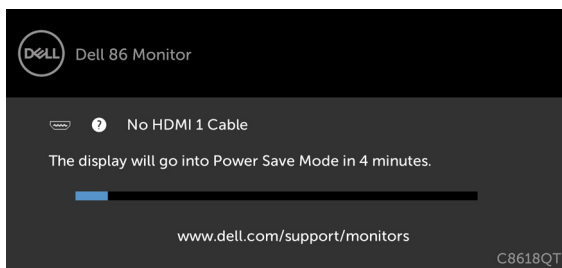 DELL Dell 86 Monitor
? No HDMI 1 Cable
The display will go into Power Save Mode in 4 minutes.
www.dell.com/support/monitors
C8618QT